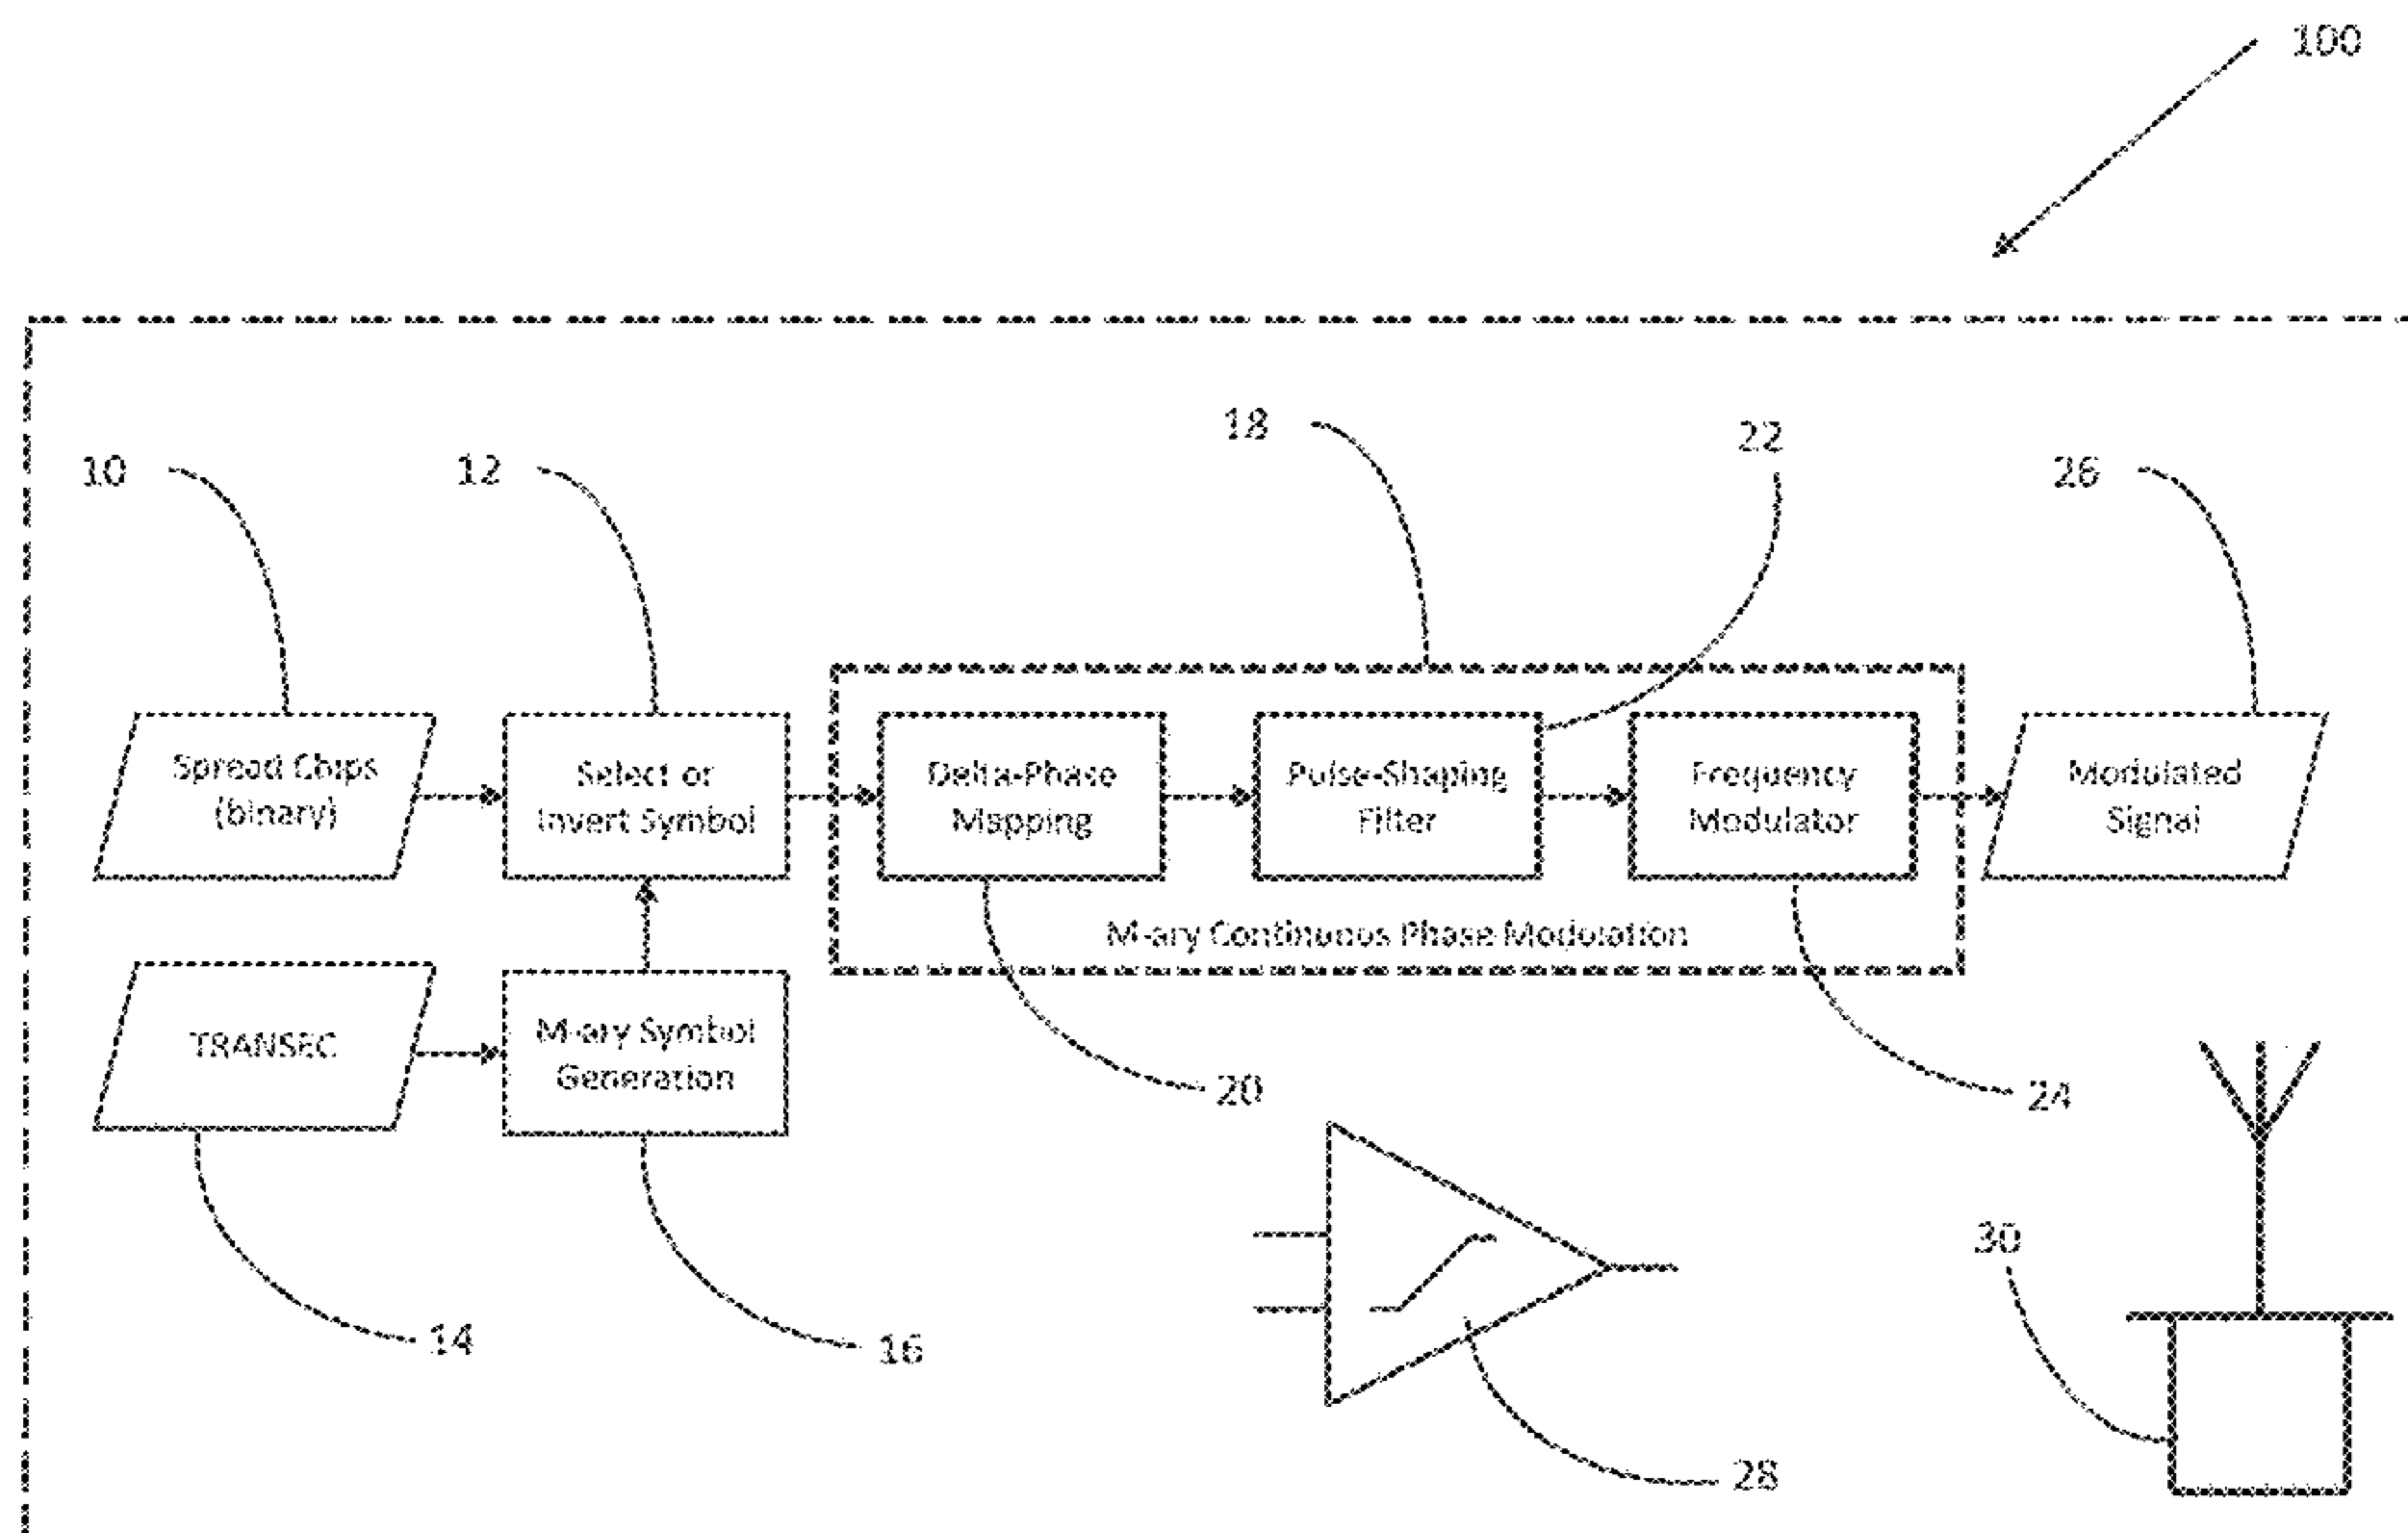 100
18
22
10
12
26
Spread Chips
(binary)
Select or
Invert Symbol
Delta-Phase
Mapping
Pulse-Shaping
Filter
Frequency
Modulator
Modulated
Signal
M-ary Continuous Phase Modulation
TRANSEC
M-ary Symbol
Generation
20
24
30
14
16
28